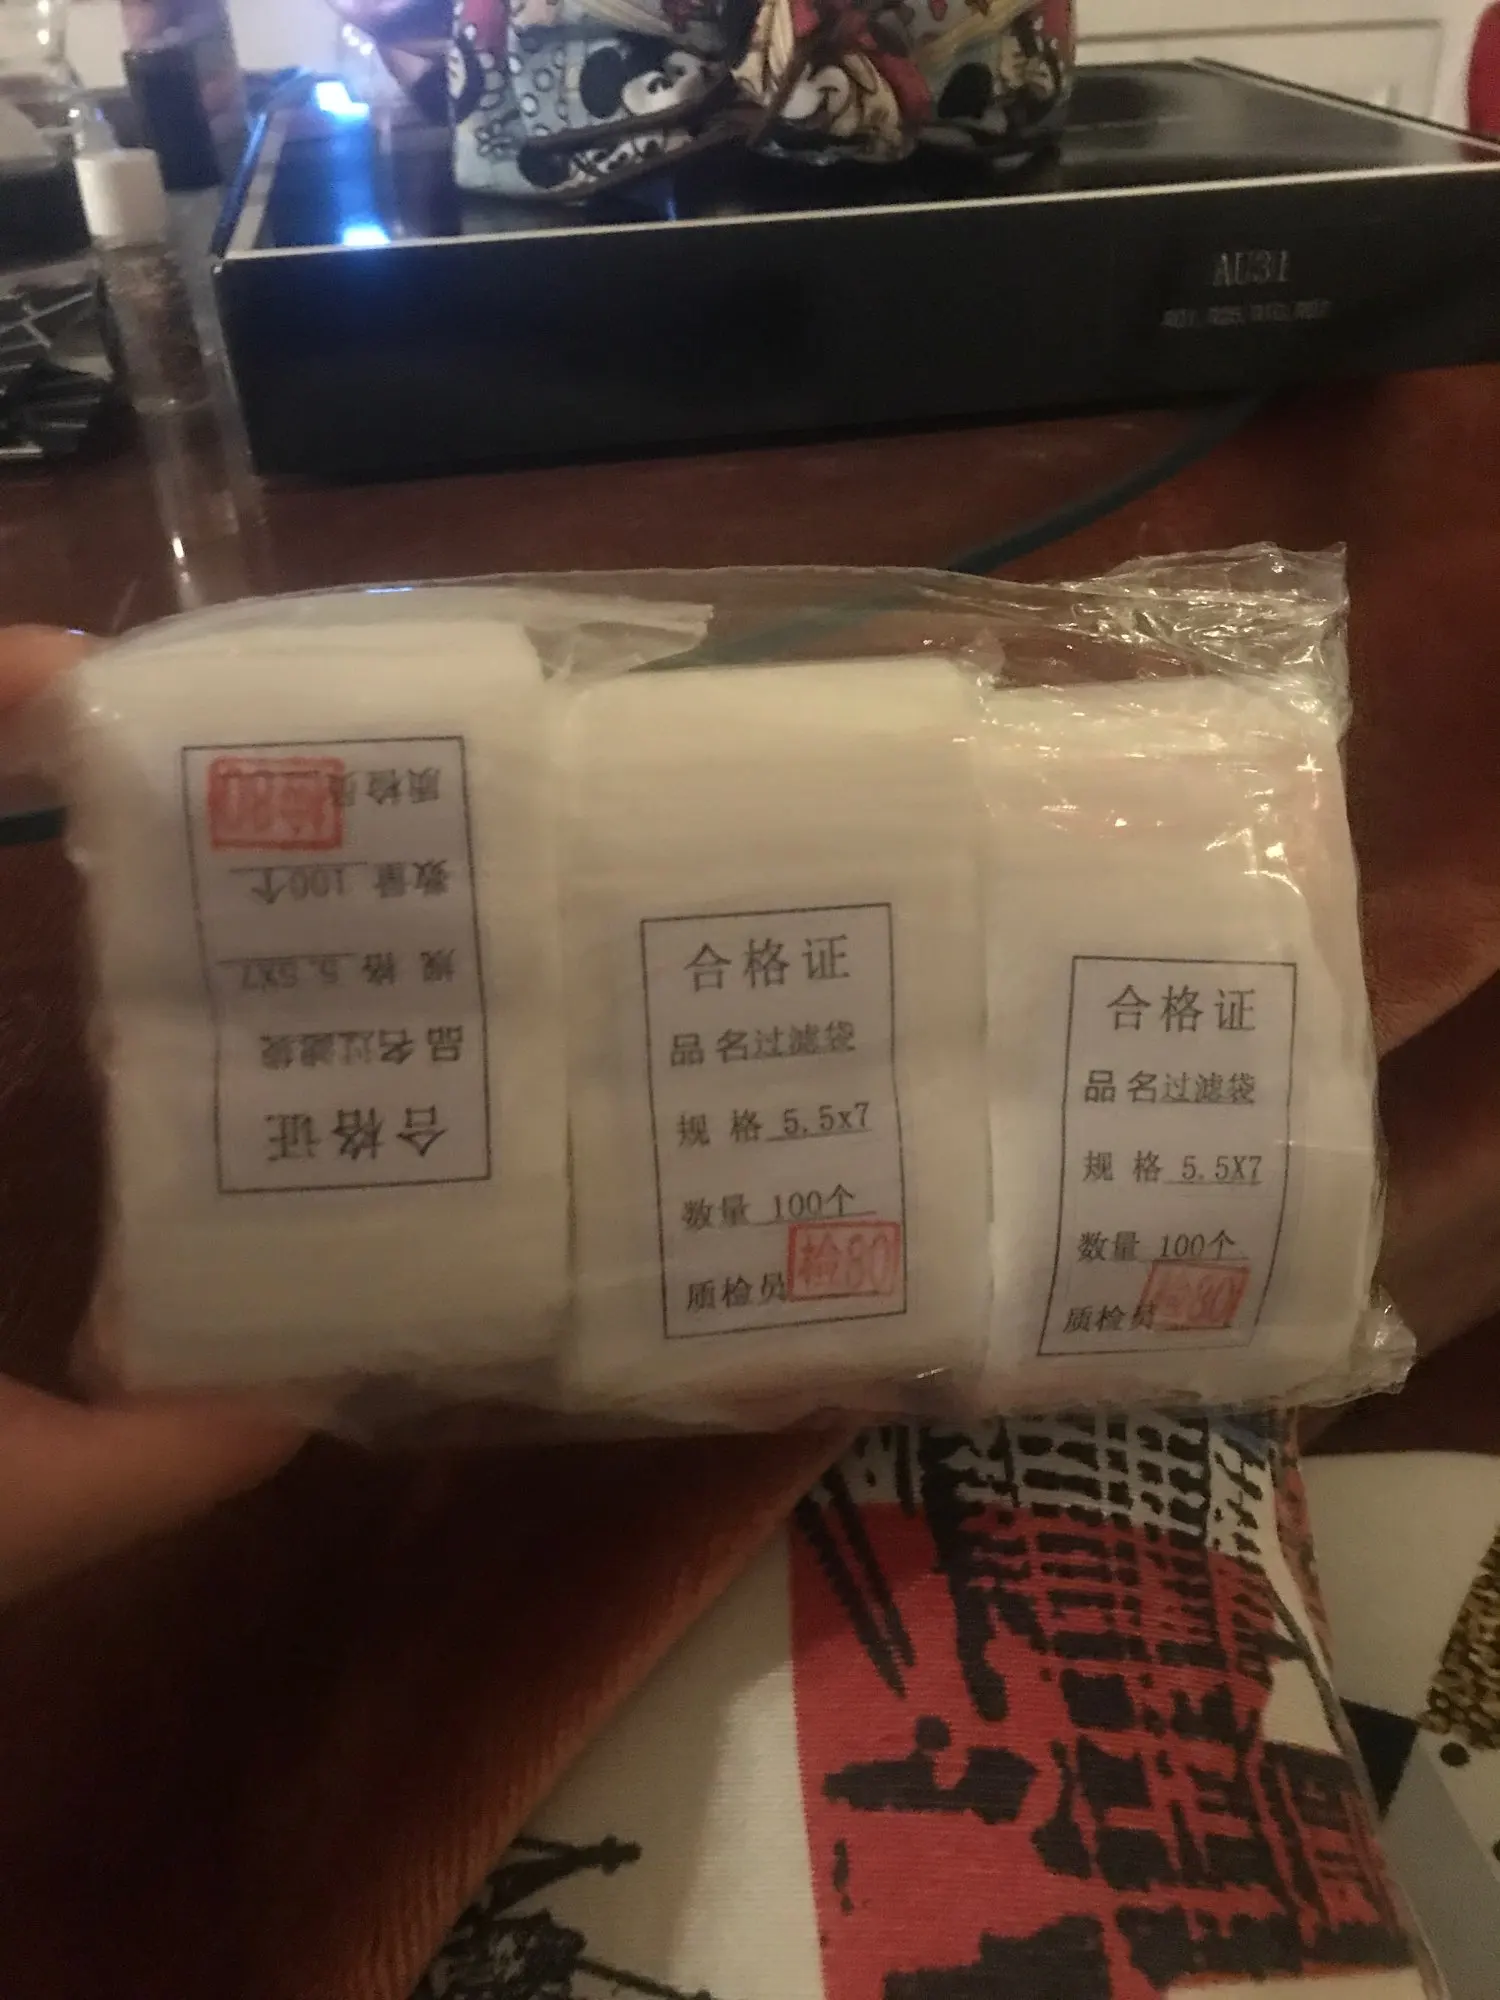 AU31
合格证
品名过滤袋
规格 5.5X7
数量 100个
质检员 检80
合格证
品名过滤袋
规格 5.5x7
数量 100个
质检员 检80
合格证
品名过滤袋
规格 5.5X7
数量 100个
质检员 检80